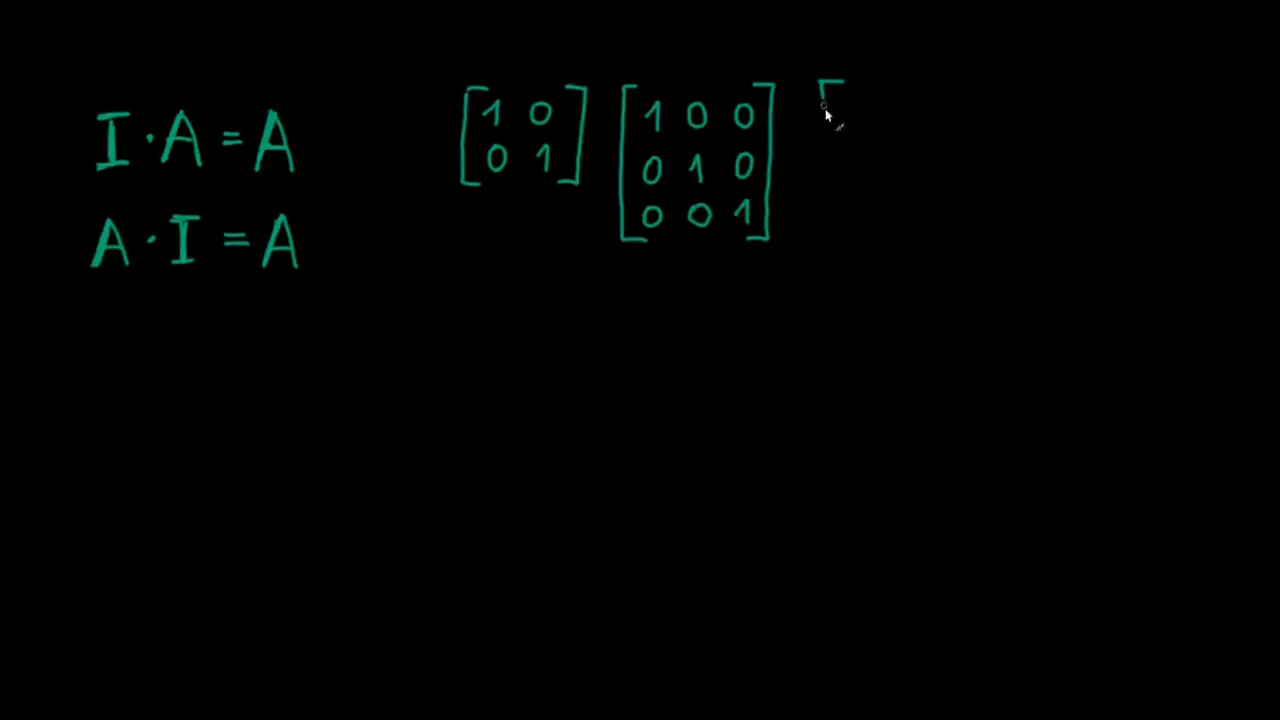 I · A = A
A · I = A
[1 0] [1 0 0]
[0 1] [0 1 0]
[0 0 1]